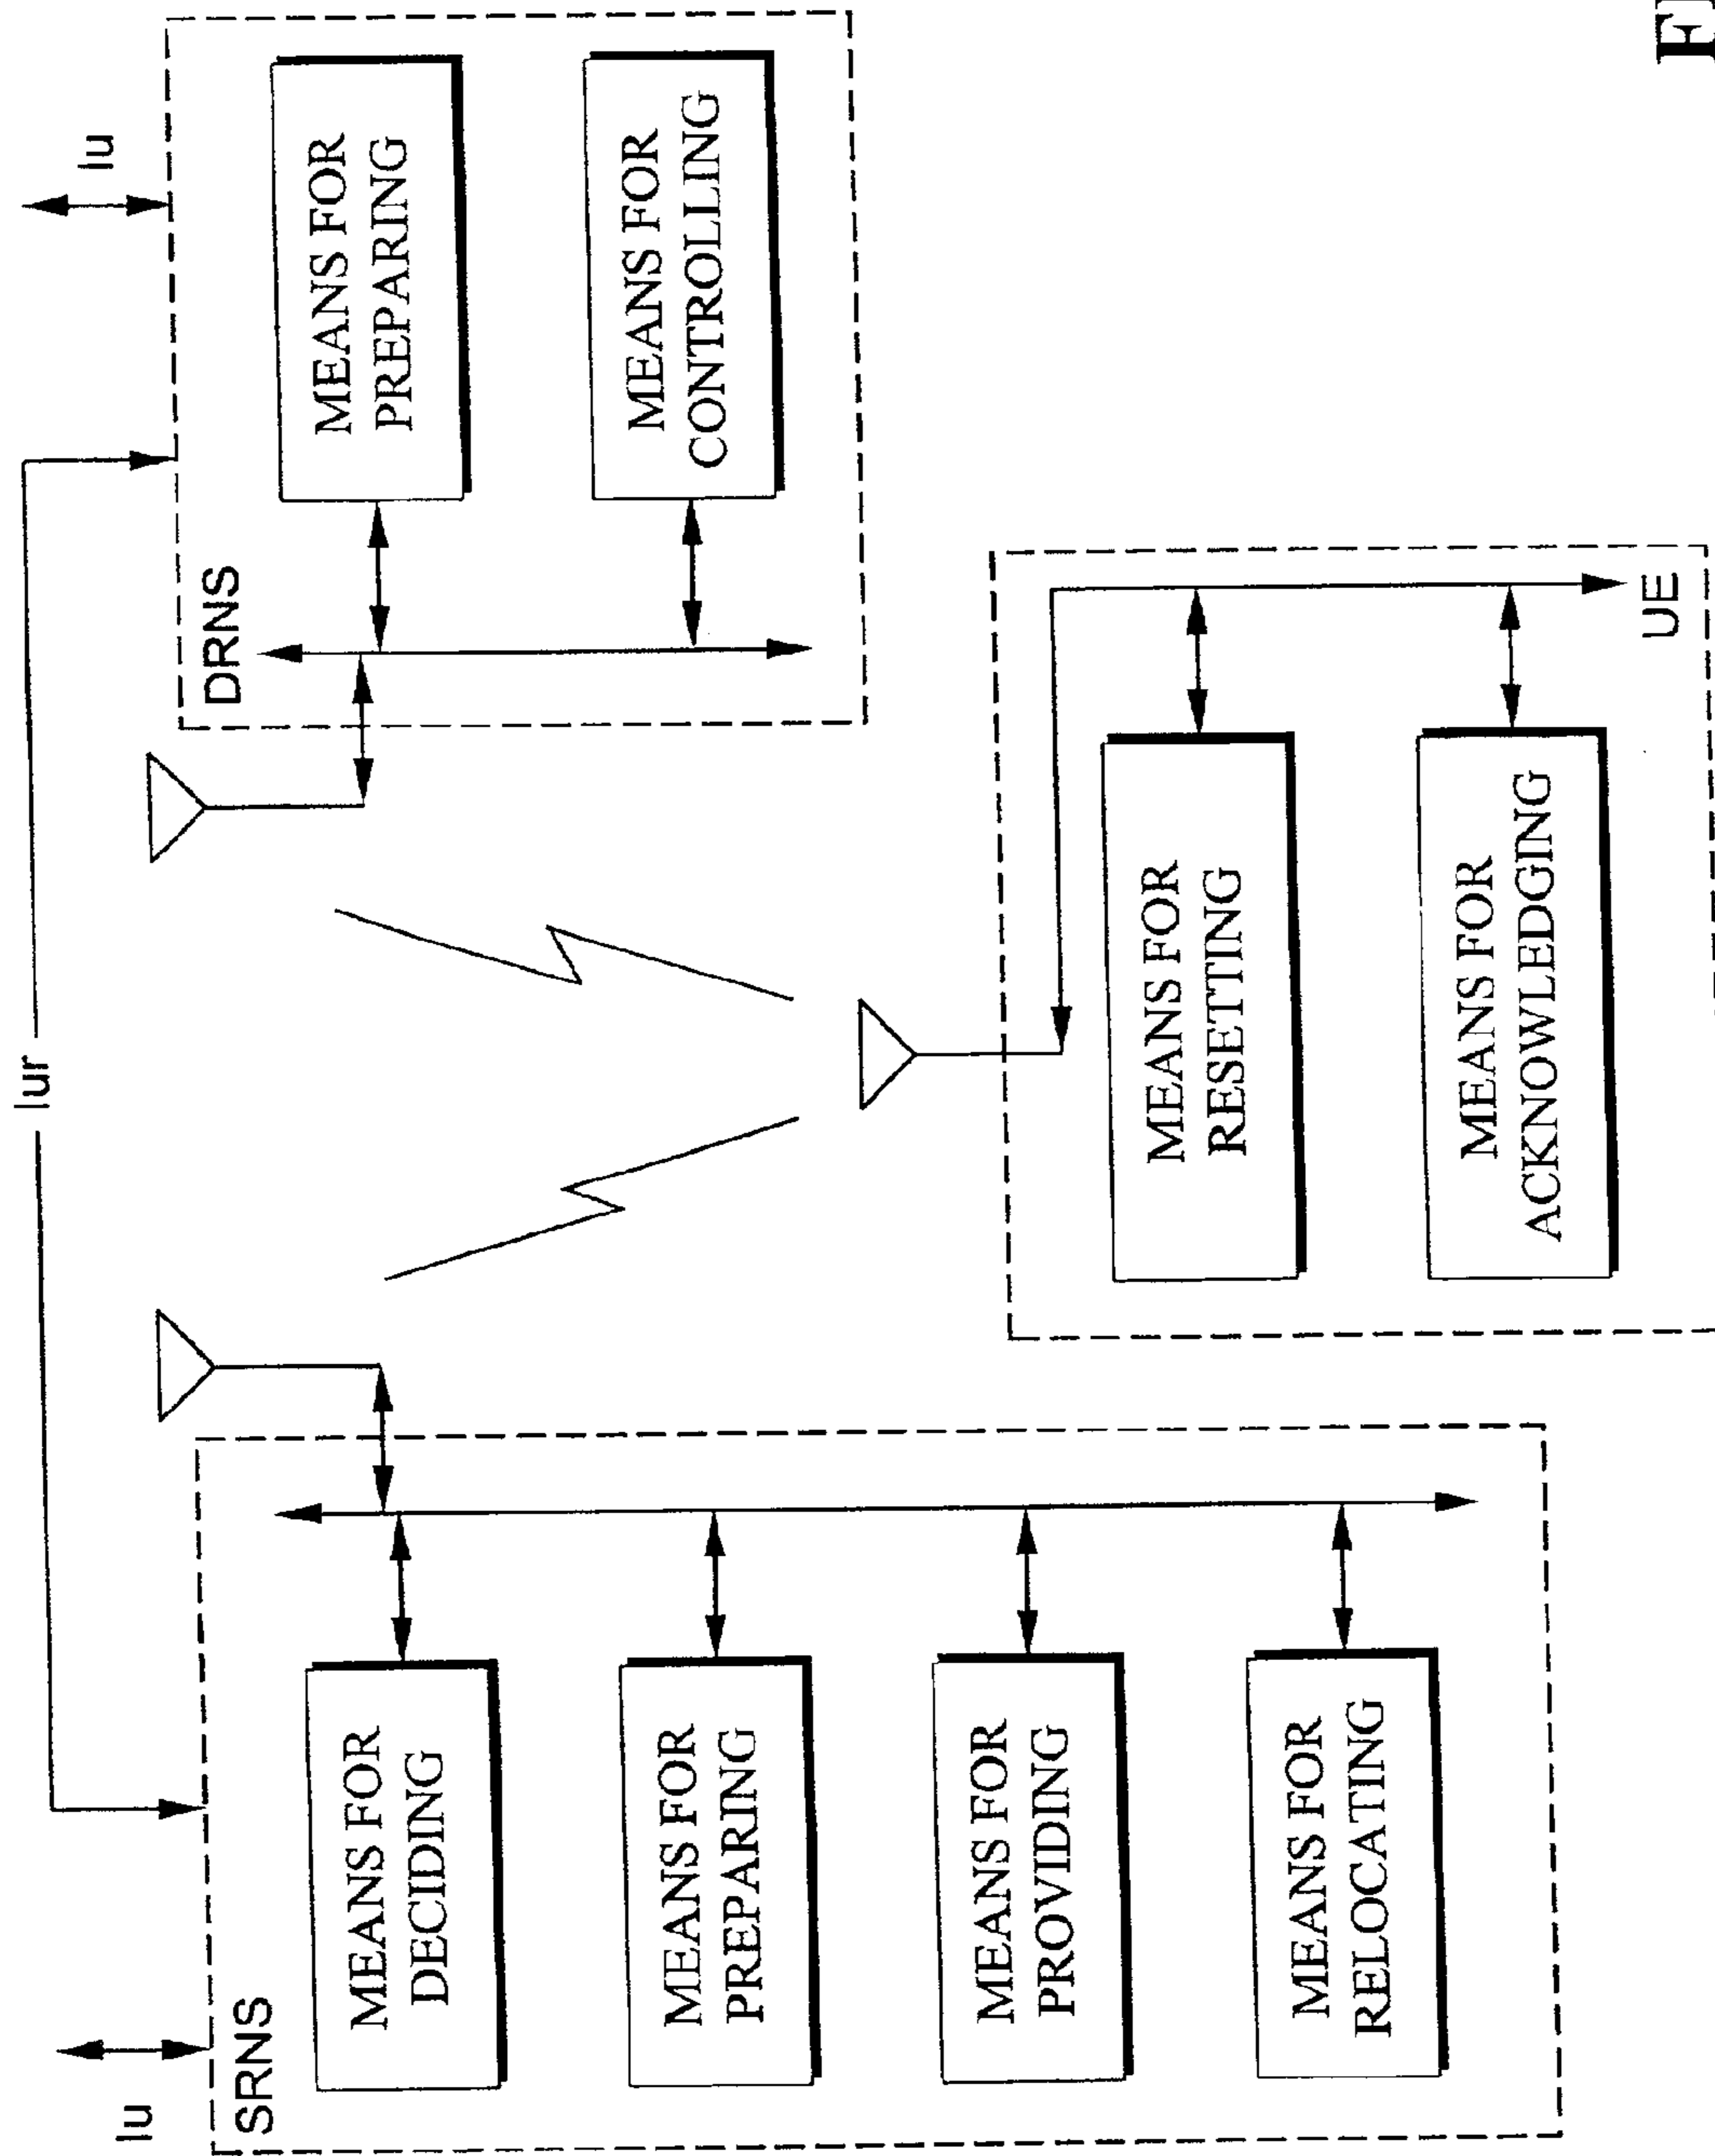 Iur
Iu
Iu
SRNS
MEANS FOR
DECIDING
MEANS FOR
PREPARING
MEANS FOR
PROVIDING
MEANS FOR
RELOCATING
DRNS
MEANS FOR
PREPARING
MEANS FOR
CONTROLLING
MEANS FOR
RESETTING
MEANS FOR
ACKNOWLEDGING
UE